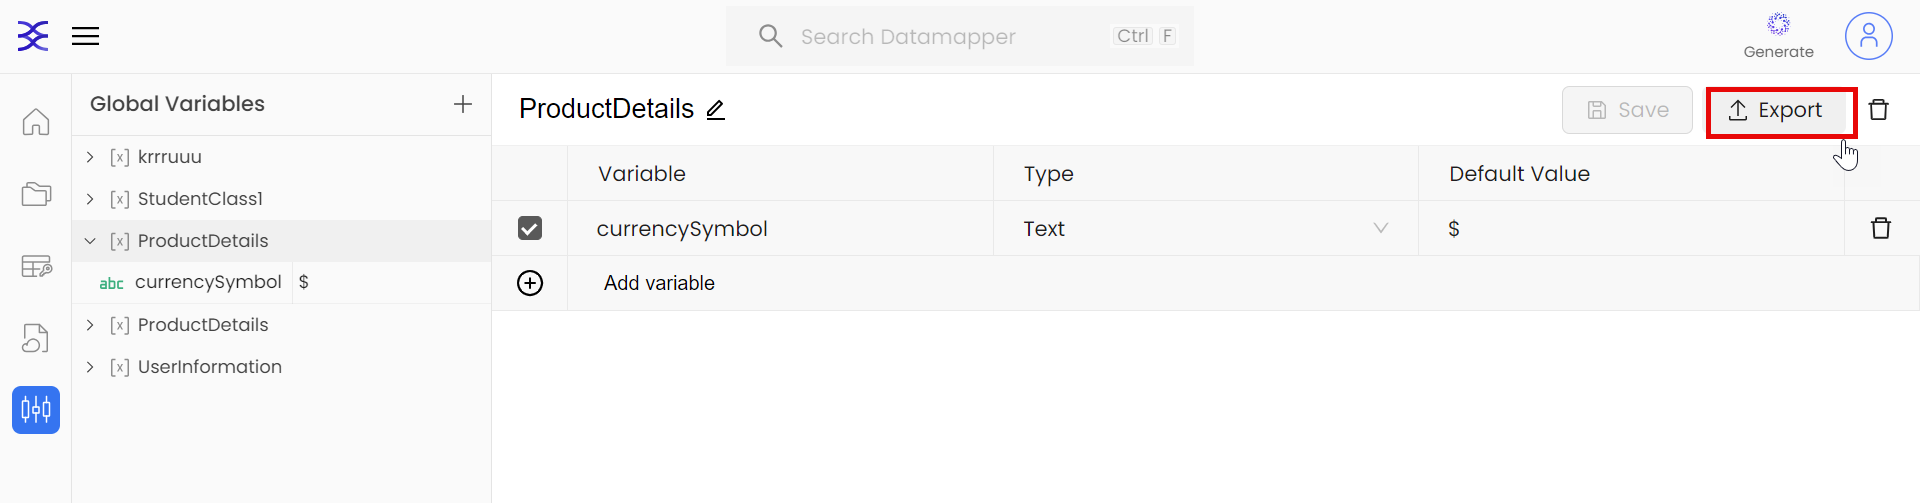 Search Datamapper Ctrl F
Generate
Global Variables
[x] krrruuu
[x] StudentClass1
[x] ProductDetails
abc currencySymbol $
[x] ProductDetails
[x] UserInformation
ProductDetails
Save
Export
Variable Type Default Value
currencySymbol Text $
Add variable